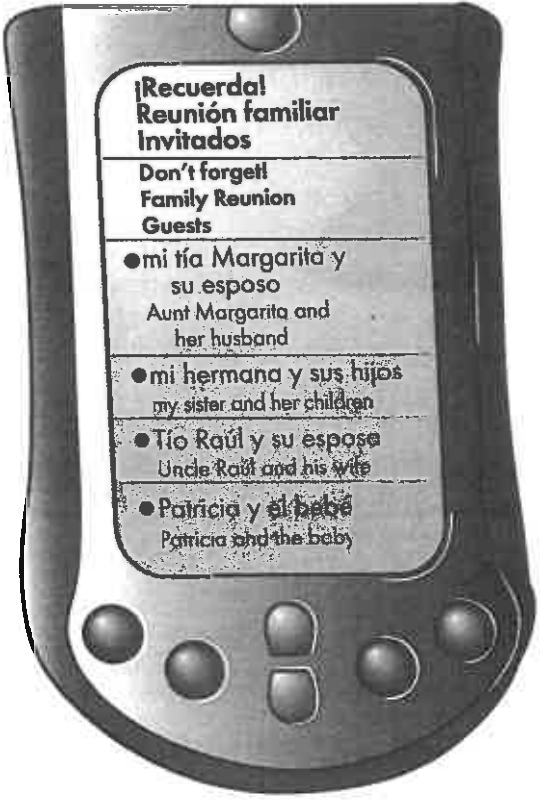 ¡Recuerda!
Reunión familiar
Invitados
Don't forget!
Family Reunion
Guests
●mi tía Margarita y
su esposo
Aunt Margarita and
her husband
●mi hermana y sus hijos
my sister and her children
●Tío Raúl y su esposa
Uncle Raúl and his wife
●Patricia y el bebé
Patricia and the baby